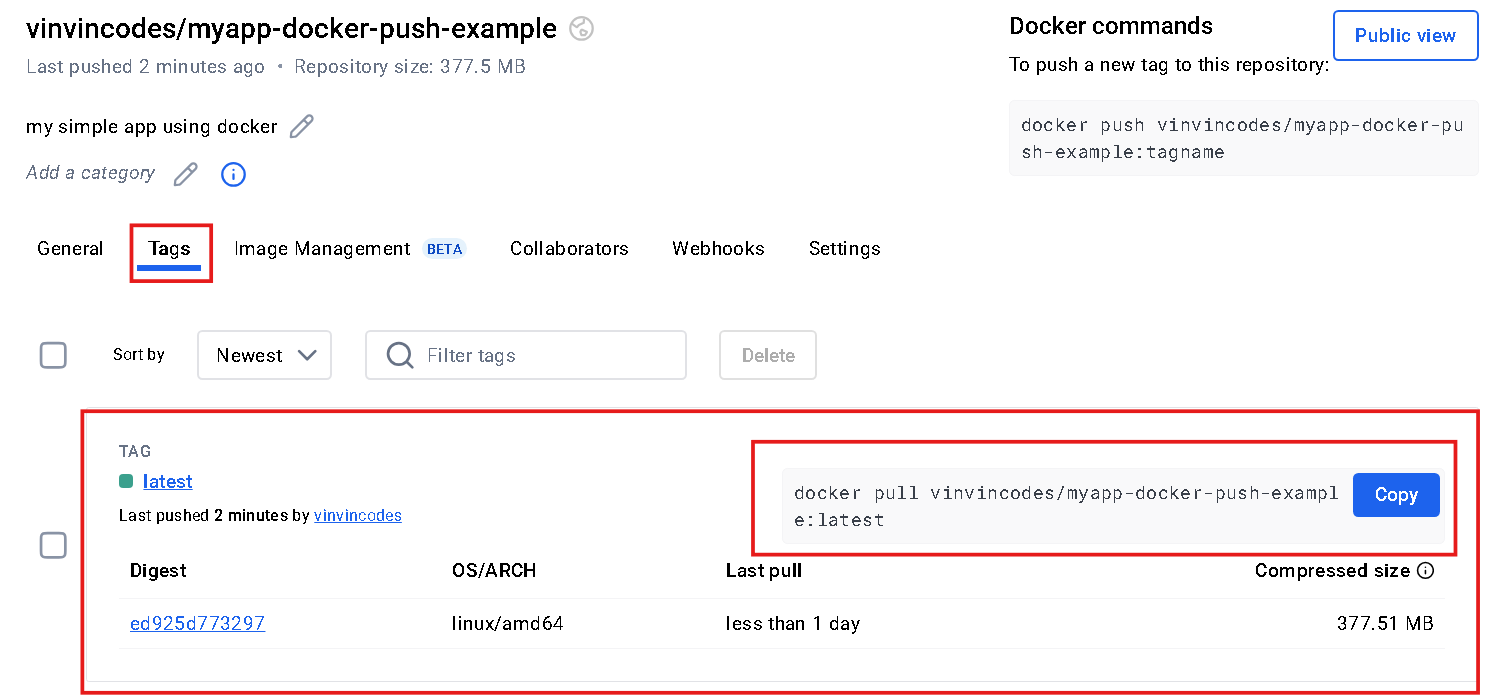 vinvincodes/myapp-docker-push-example
Last pushed 2 minutes ago • Repository size: 377.5 MB
my simple app using docker
Add a category
Docker commands
Public view
To push a new tag to this repository:
docker push vinvincodes/myapp-docker-pu
sh-example:tagname
General Tags Image Management BETA Collaborators Webhooks Settings
Sort by Newest Filter tags Delete
TAG
latest
Last pushed 2 minutes by vinvincodes
docker pull vinvincodes/myapp-docker-push-exampl
e:latest
Copy
Digest OS/ARCH Last pull Compressed size
ed925d773297 linux/amd64 less than 1 day 377.51 MB